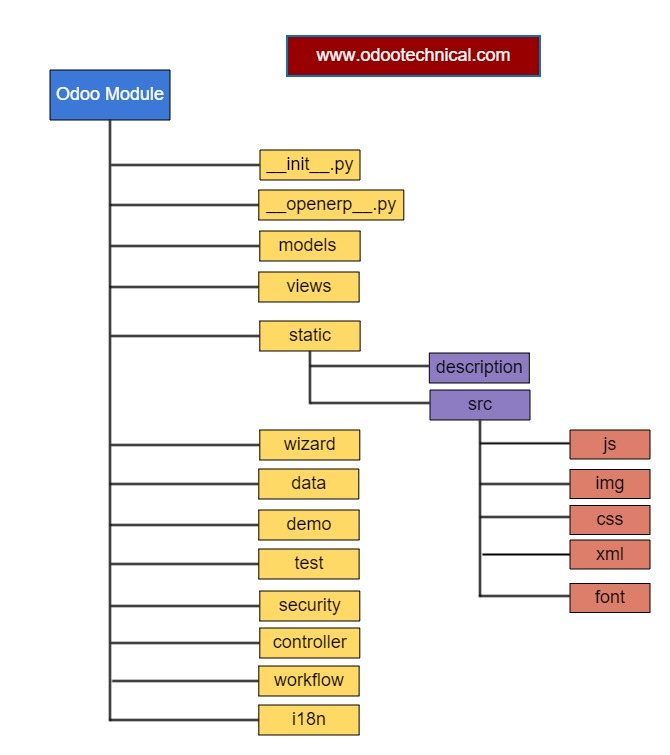 www.odootechnical.com
Odoo Module
__init__.py
__openerp__.py
models
views
static
description
src
js
img
css
xml
font
wizard
data
demo
test
security
controller
workflow
i18n